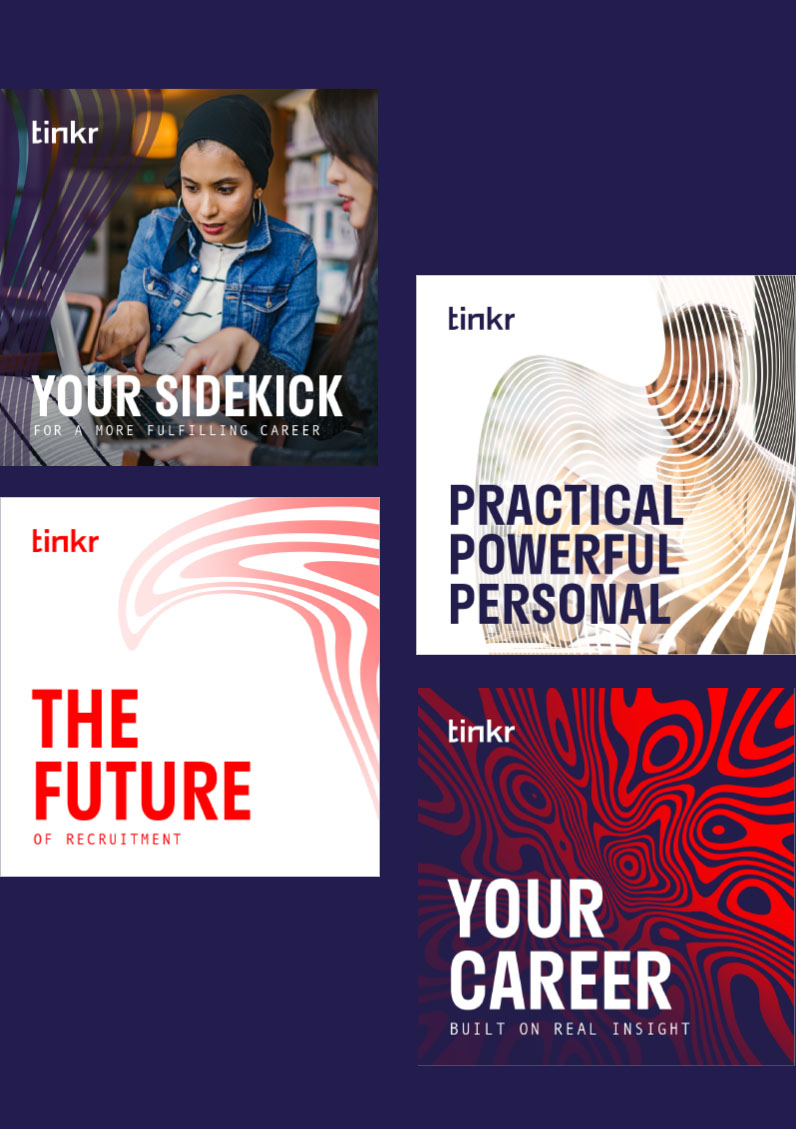 tinkr
YOUR SIDEKICK
FOR A MORE FULFILLING CAREER
tinkr
PRACTICAL
POWERFUL
PERSONAL
tinkr
THE
FUTURE
OF RECRUITMENT
tinkr
YOUR
CAREER
BUILT ON REAL INSIGHT